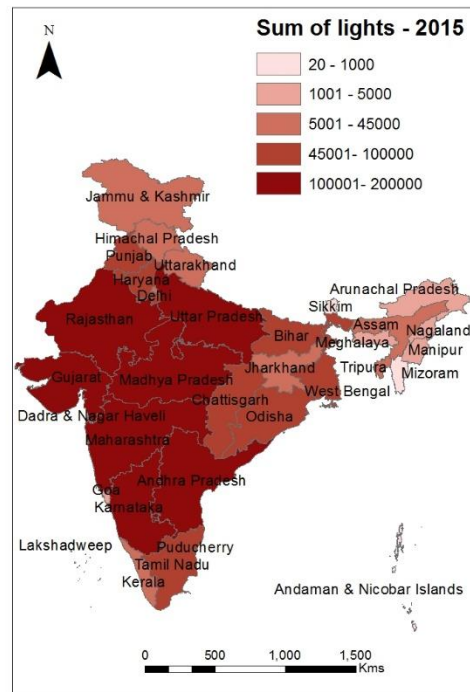 N
Sum of lights - 2015
20 - 1000
1001 - 5000
5001 - 45000
45001- 100000
100001- 200000
Jammu & Kashmir
Himachal Pradesh
Punjab
Uttarakhand
Haryana
Delhi
Arunachal Pradesh
Sikkim
Rajasthan
Uttar Pradesh
Assam
Nagaland
Bihar
Meghalaya
Manipur
Jharkhand
Tripura
Mizoram
Gujarat
Madhya Pradesh
West Bengal
Chattisgarh
Dadra & Nagar Haveli
Odisha
Maharashtra
Andhra Pradesh
Goa
Karnataka
Lakshadweep
Puducherry
Tamil Nadu
Kerala
Andaman & Nicobar Islands
0 500 1,000 1,500
Kms